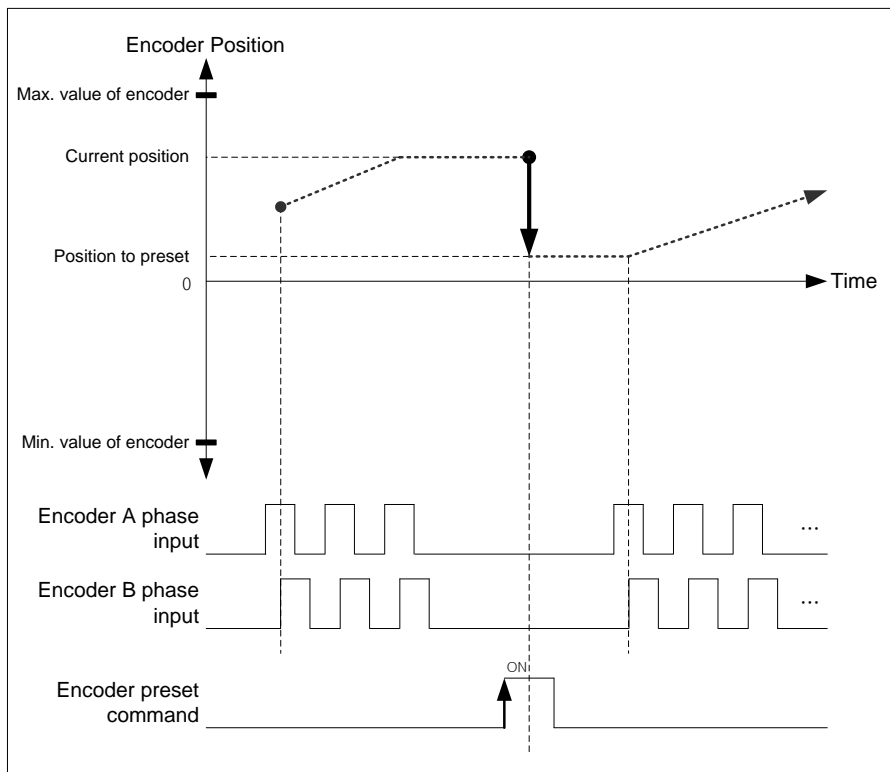 Encoder Position
Max. value of encoder
Current position
Position to preset
0
Time
Min. value of encoder
Encoder A phase
input
...
Encoder B phase
input
...
ON
Encoder preset
command